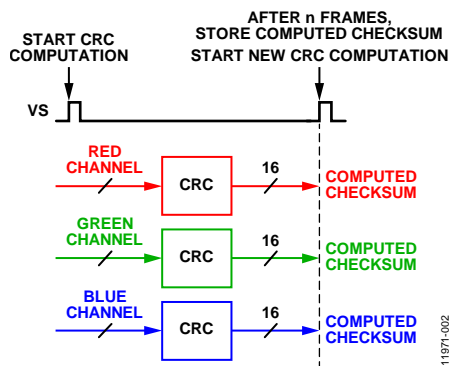 START CRC
COMPUTATION
AFTER n FRAMES,
STORE COMPUTED CHECKSUM
START NEW CRC COMPUTATION
VS
RED
CHANNEL
CRC
16
COMPUTED
CHECKSUM
GREEN
CHANNEL
CRC
16
COMPUTED
CHECKSUM
BLUE
CHANNEL
CRC
16
COMPUTED
CHECKSUM
11971-002